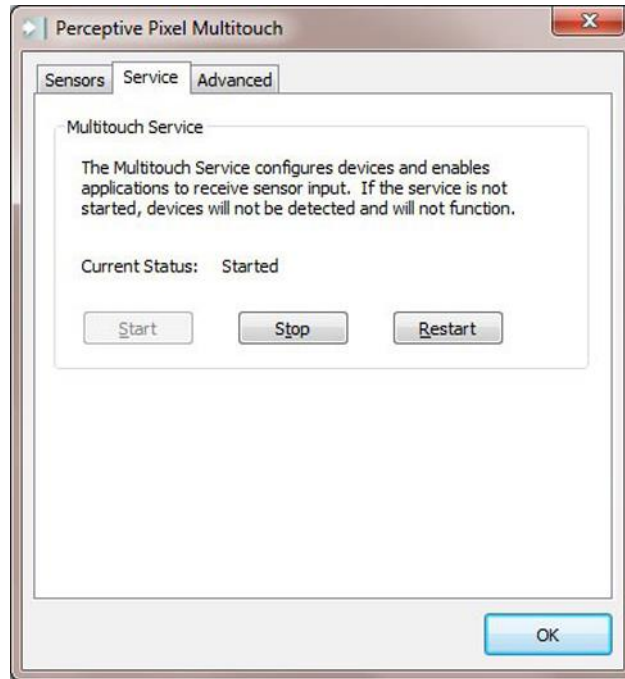 Perceptive Pixel Multitouch
Sensors Service Advanced
Multitouch Service
The Multitouch Service configures devices and enables
applications to receive sensor input. If the service is not
started, devices will not be detected and will not function.
Current Status: Started
Start Stop Restart
OK